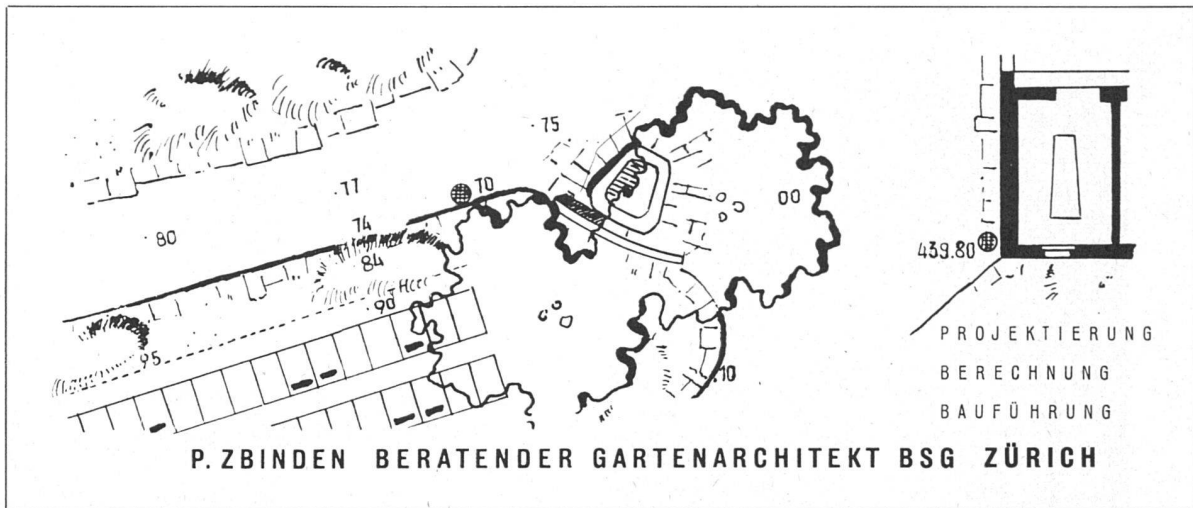 75
77
70
80
74
84
90
95
00
10
439.80
PROJEKTIERUNG
BERECHNUNG
BAUFÜHRUNG
P. ZBINDEN BERATENDER GARTENARCHITEKT BSG ZÜRICH